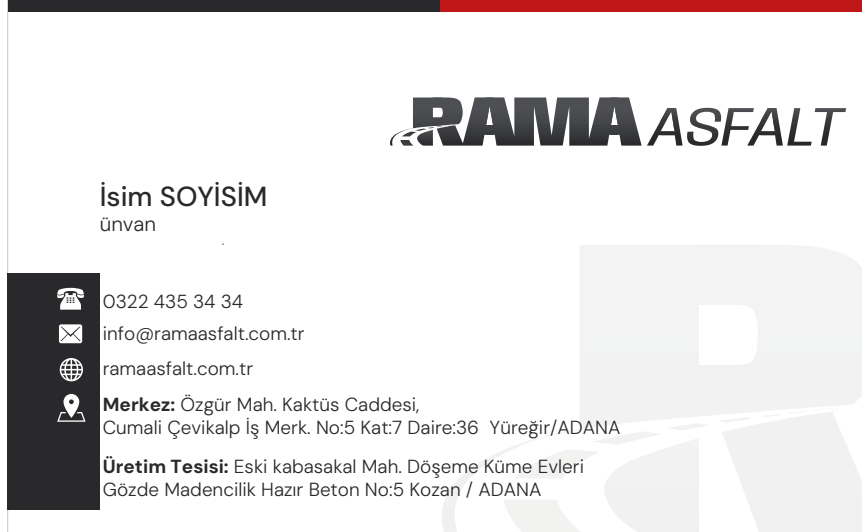 RAMA ASFALT
İsim SOYİSİM
ünvan
0322 435 34 34
info@ramaasfalt.com.tr
ramaasfalt.com.tr
Merkez: Özgür Mah. Kaktüs Caddesi,
Cumali Çevikalp İş Merk. No:5 Kat:7 Daire:36 Yüreğir/ADANA
Üretim Tesisi: Eski kabasakal Mah. Döşeme Küme Evleri
Gözde Madencilik Hazır Beton No:5 Kozan / ADANA